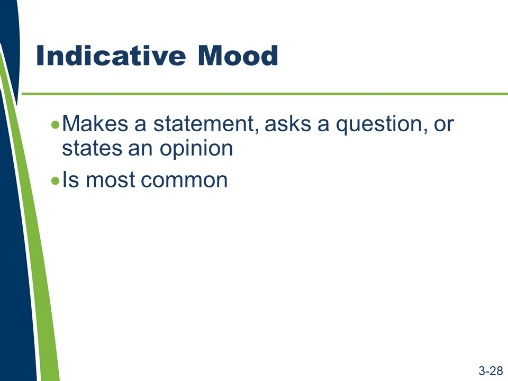 Indicative Mood
•Makes a statement, asks a question, or
states an opinion
•Is most common
3-28